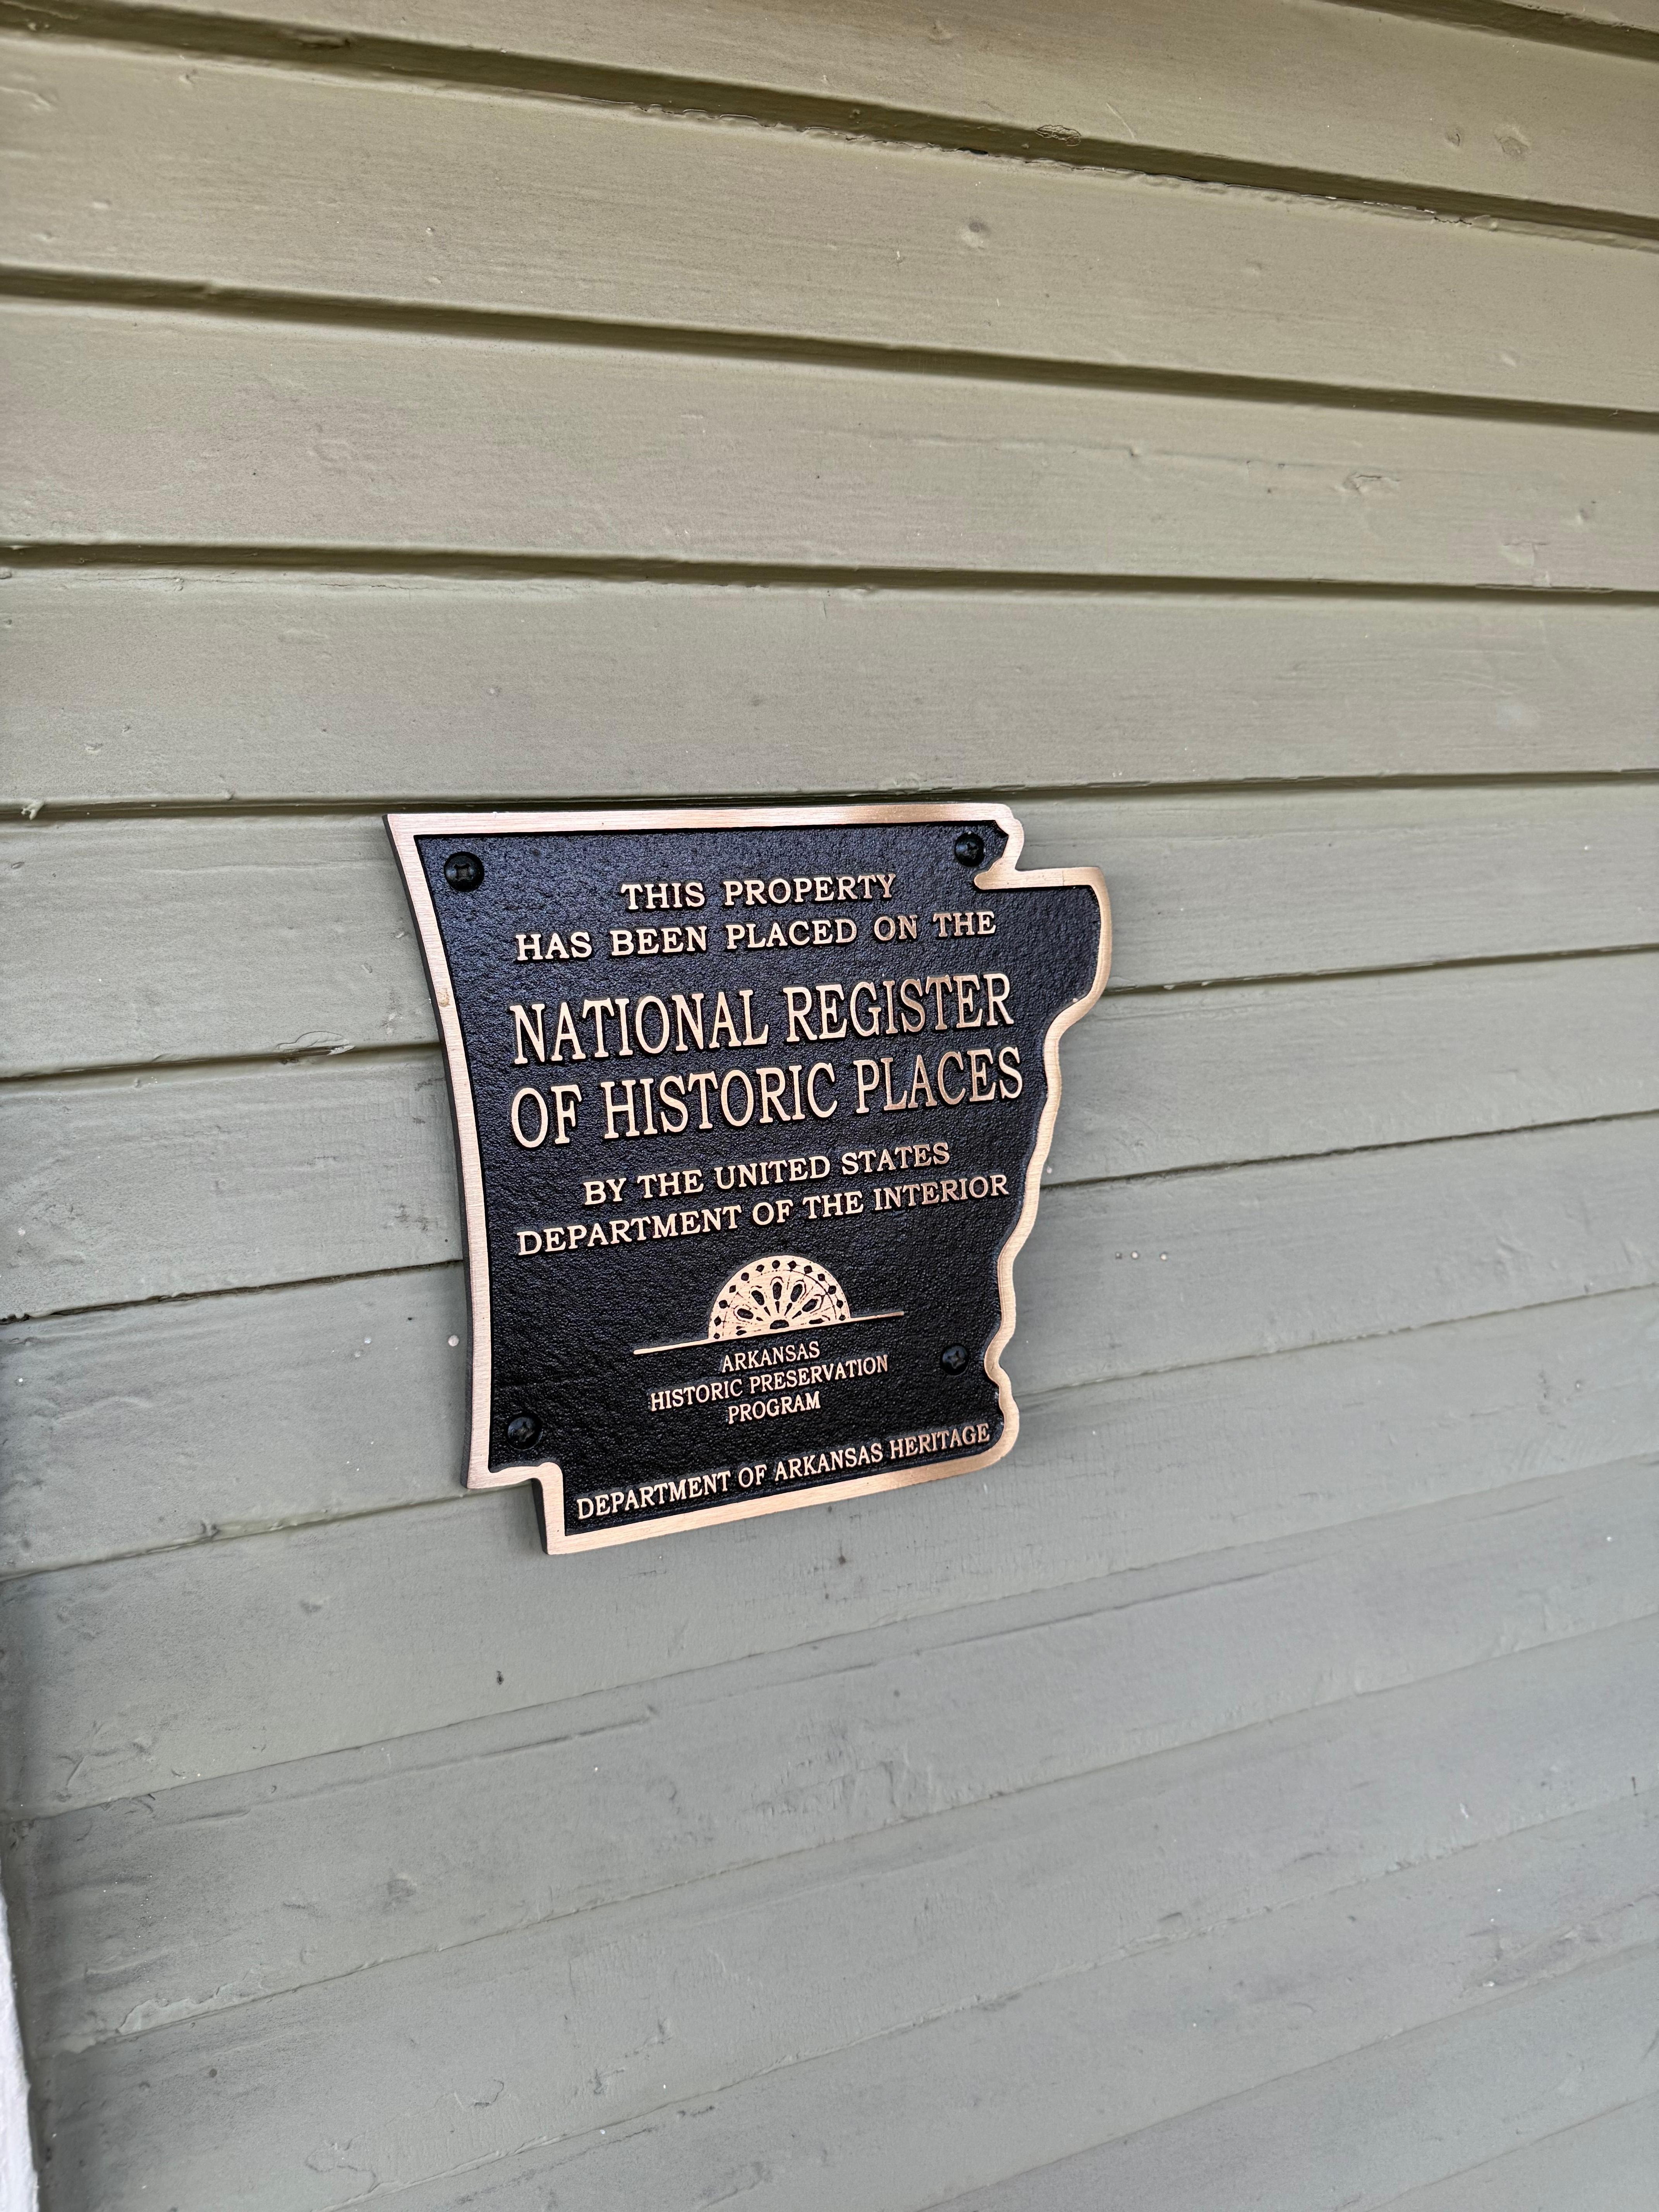 THIS PROPERTY
HAS BEEN PLACED ON THE
NATIONAL REGISTER
OF HISTORIC PLACES
BY THE UNITED STATES
DEPARTMENT OF THE INTERIOR
ARKANSAS
HISTORIC PRESERVATION
PROGRAM
DEPARTMENT OF ARKANSAS HERITAGE